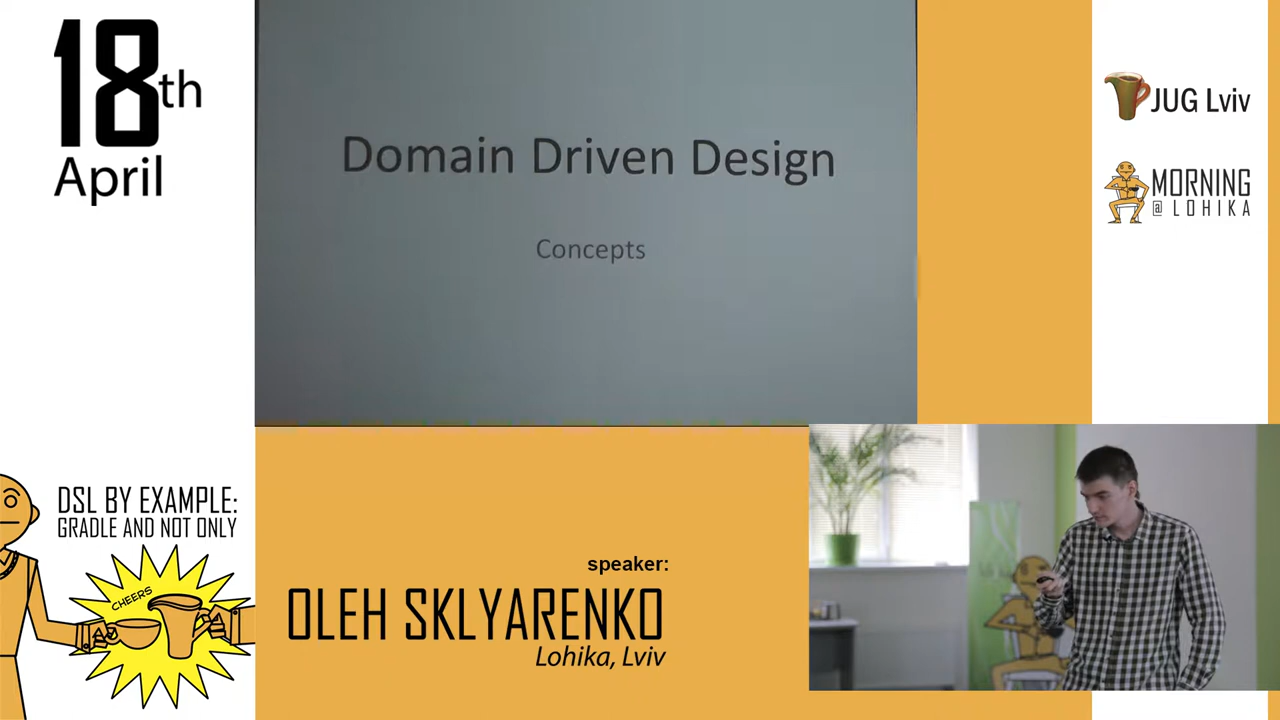 18th
April
Domain Driven Design
Concepts
JUG Lviv
MORNING
@ LOHIKA
DSL BY EXAMPLE:
GRADLE AND NOT ONLY
CHEERS
speaker:
OLEH SKLYARENKO
Lohika, Lviv